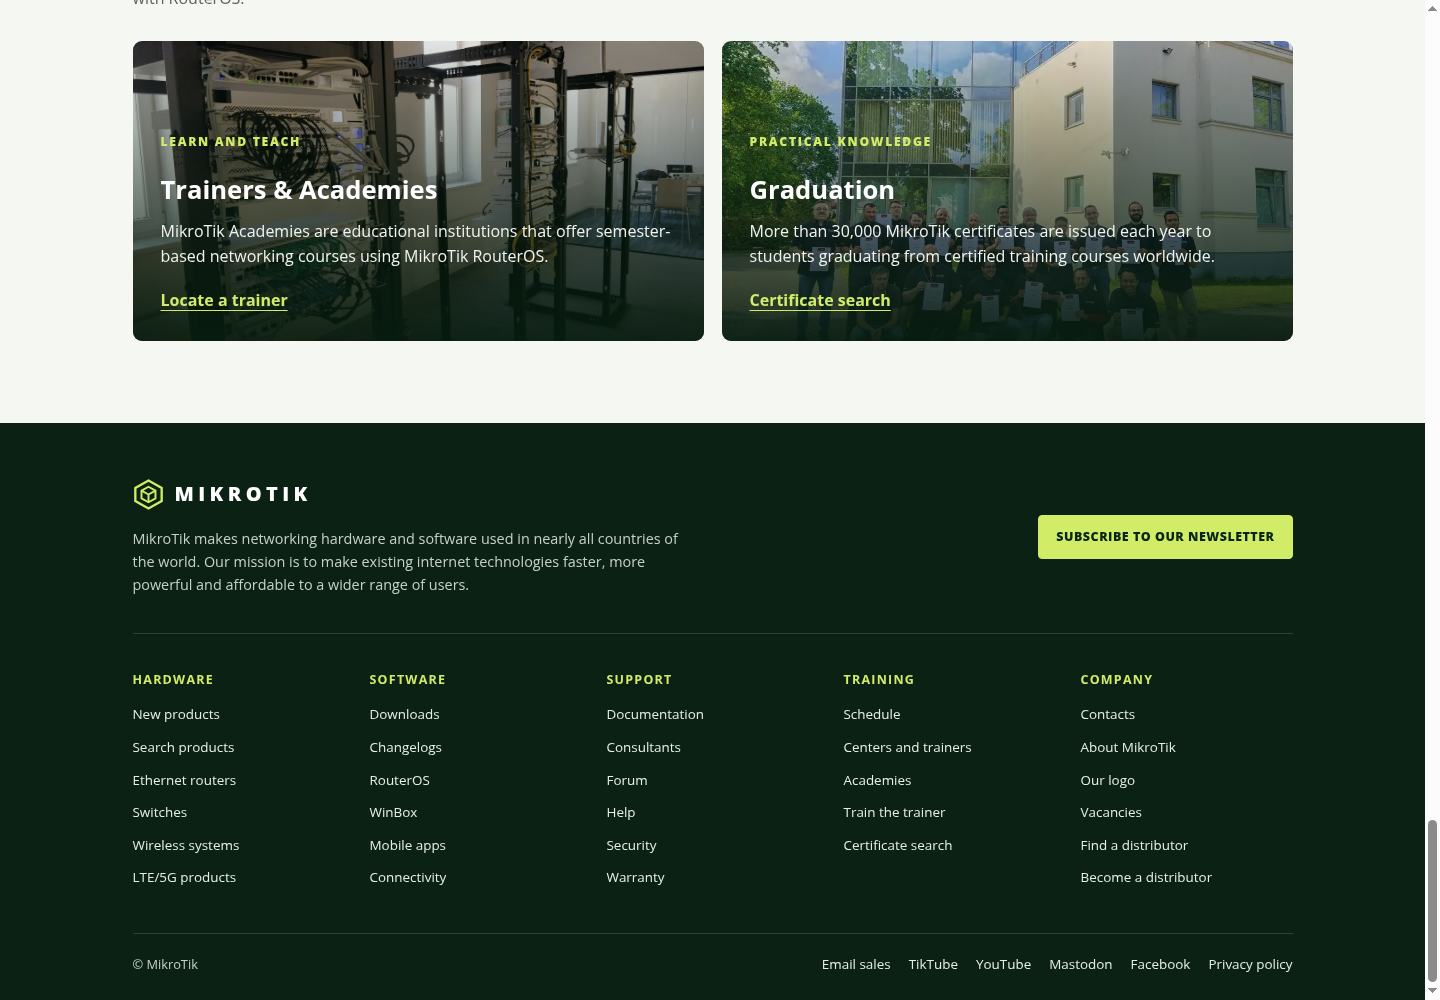 LEARN AND TEACH
Trainers & Academies
MikroTik Academies are educational institutions that offer semester-
based networking courses using MikroTik RouterOS.
Locate a trainer
PRACTICAL KNOWLEDGE
Graduation
More than 30,000 MikroTik certificates are issued each year to
students graduating from certified training courses worldwide.
Certificate search
MIKROTIK
MikroTik makes networking hardware and software used in nearly all countries of
the world. Our mission is to make existing internet technologies faster, more
powerful and affordable to a wider range of users.
SUBSCRIBE TO OUR NEWSLETTER
HARDWARE
New products
Search products
Ethernet routers
Switches
Wireless systems
LTE/5G products
SOFTWARE
Downloads
Changelogs
RouterOS
WinBox
Mobile apps
Connectivity
SUPPORT
Documentation
Consultants
Forum
Help
Security
Warranty
TRAINING
Schedule
Centers and trainers
Academies
Train the trainer
Certificate search
COMPANY
Contacts
About MikroTik
Our logo
Vacancies
Find a distributor
Become a distributor
© MikroTik
Email sales TikTube YouTube Mastodon Facebook Privacy policy